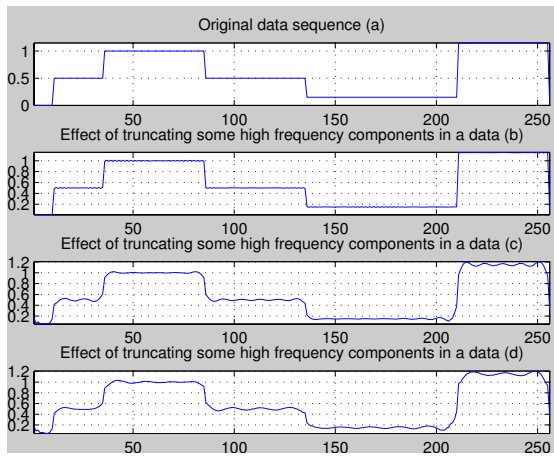 Original data sequence (a)
1
0.5
0
50 100 150 200 250
Effect of truncating some high frequency components in a data (b)
1
0.8
0.6
0.4
0.2
50 100 150 200 250
Effect of truncating some high frequency components in a data (c)
1.2
1
0.8
0.6
0.4
0.2
50 100 150 200 250
Effect of truncating some high frequency components in a data (d)
1.2
1
0.8
0.6
0.4
0.2
50 100 150 200 250